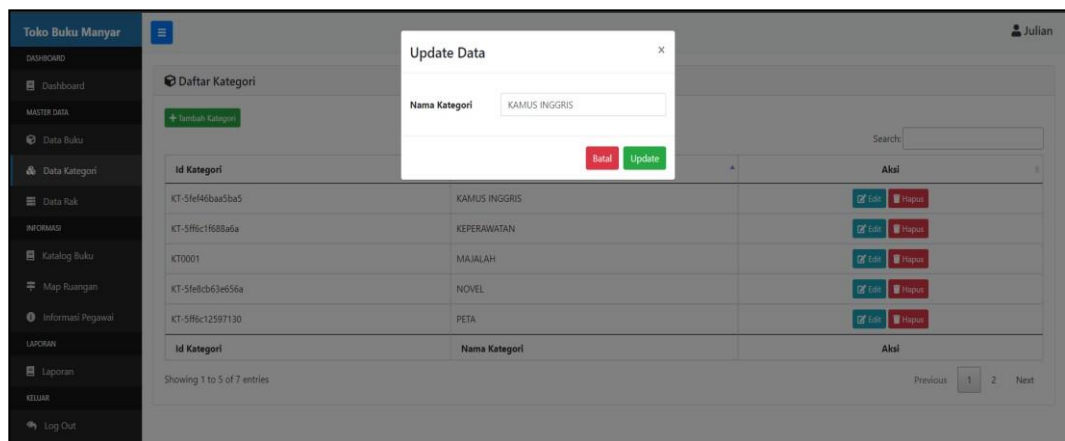 Toko Buku Manyar
Julian
DASHBOARD
Dashboard
MASTER DATA
Data Buku
Data Kategori
Data Rak
INFORMASI
Katalog Buku
Map Ruangan
Informasi Pegawai
LAPORAN
Laporan
KELUAR
Log Out
Update Data
x
Nama Kategori KAMUS INGGRIS
Batal Update
Daftar Kategori
+ Tambah Kategori
Search:
Id Kategori Aksi
KT-5fef46baa5ba5 KAMUS INGGRIS Edit Hapus
KT-5ff6c1f688a6a KEPERAWATAN Edit Hapus
KT0001 MAJALAH Edit Hapus
KT-5fe8cb63e656a NOVEL Edit Hapus
KT-5ff6c12597130 PETA Edit Hapus
Id Kategori Nama Kategori Aksi
Showing 1 to 5 of 7 entries
Previous 1 2 Next